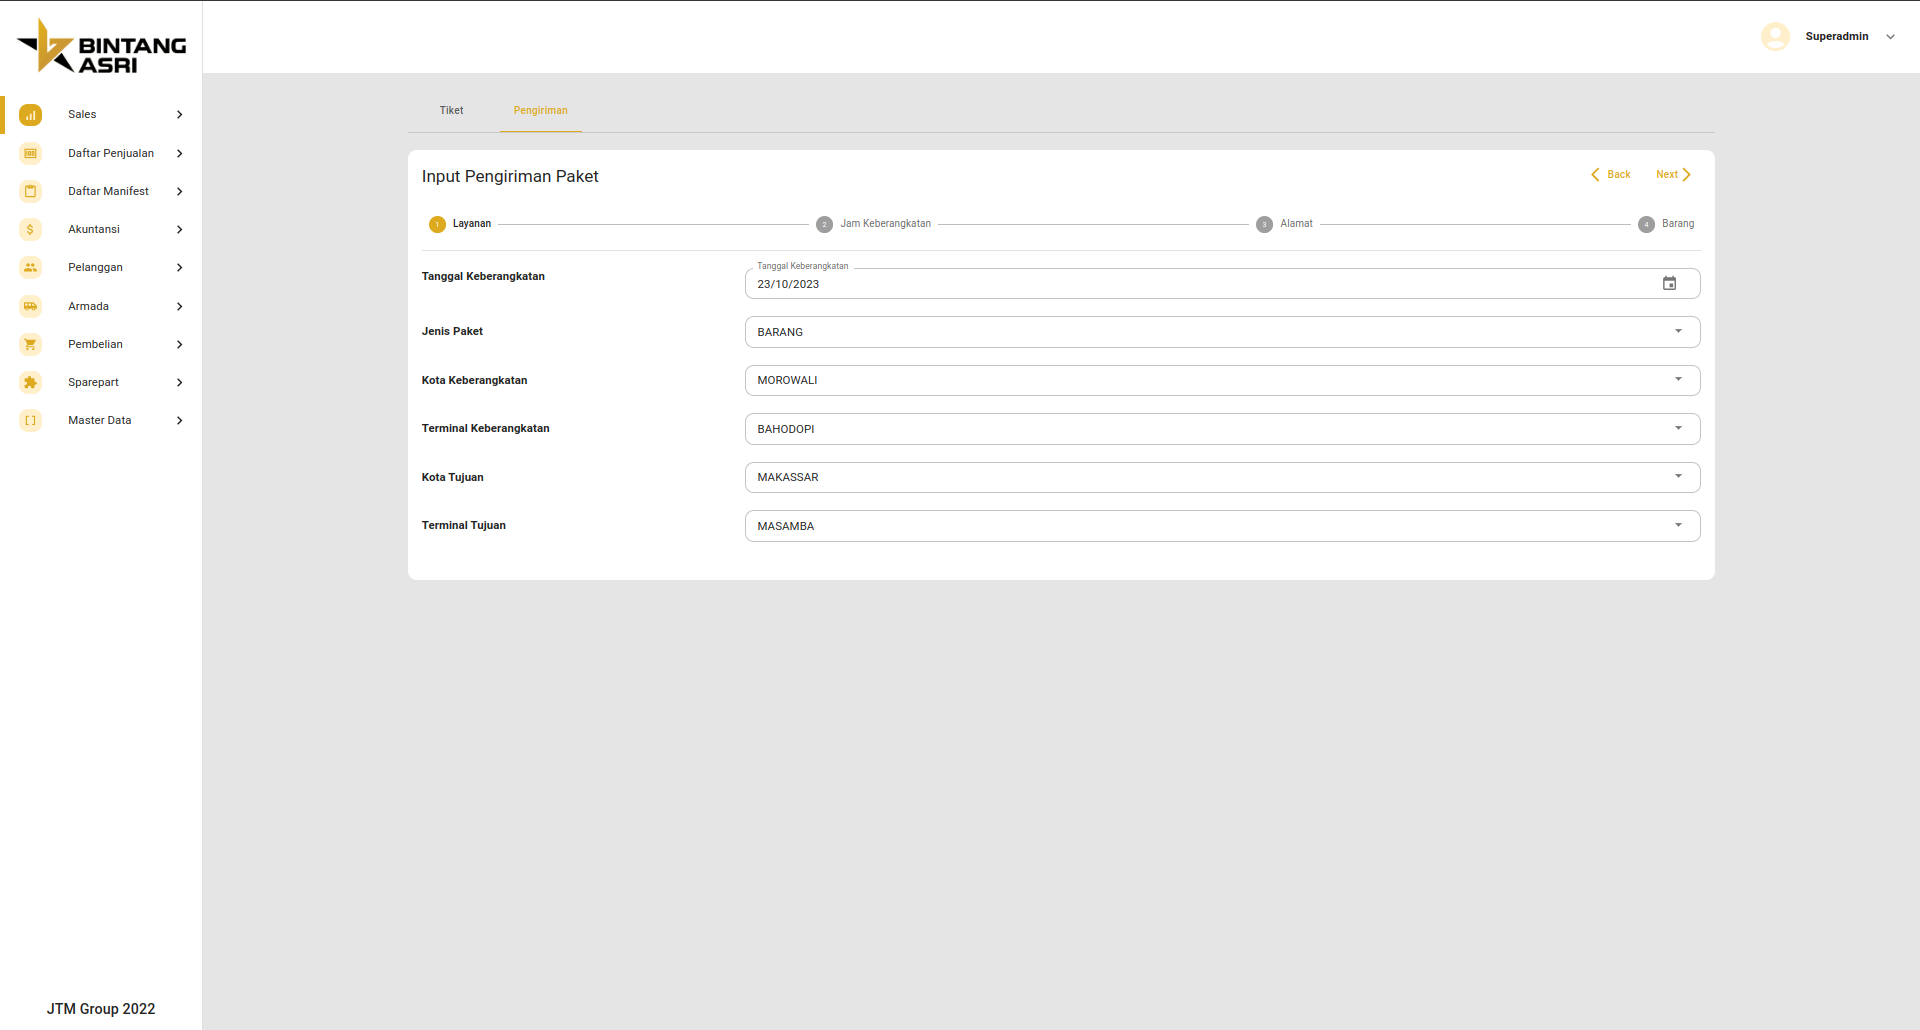 BINTANG
ASRI
Superadmin
Sales
Daftar Penjualan
Daftar Manifest
Akuntansi
Pelanggan
Armada
Pembelian
Sparepart
Master Data
JTM Group 2022
Tiket
Pengiriman
Input Pengiriman Paket
Back
Next
1 Layanan
2 Jam Keberangkatan
3 Alamat
4 Barang
Tanggal Keberangkatan
Tanggal Keberangkatan
23/10/2023
Jenis Paket
BARANG
Kota Keberangkatan
MOROWALI
Terminal Keberangkatan
BAHODOPI
Kota Tujuan
MAKASSAR
Terminal Tujuan
MASAMBA